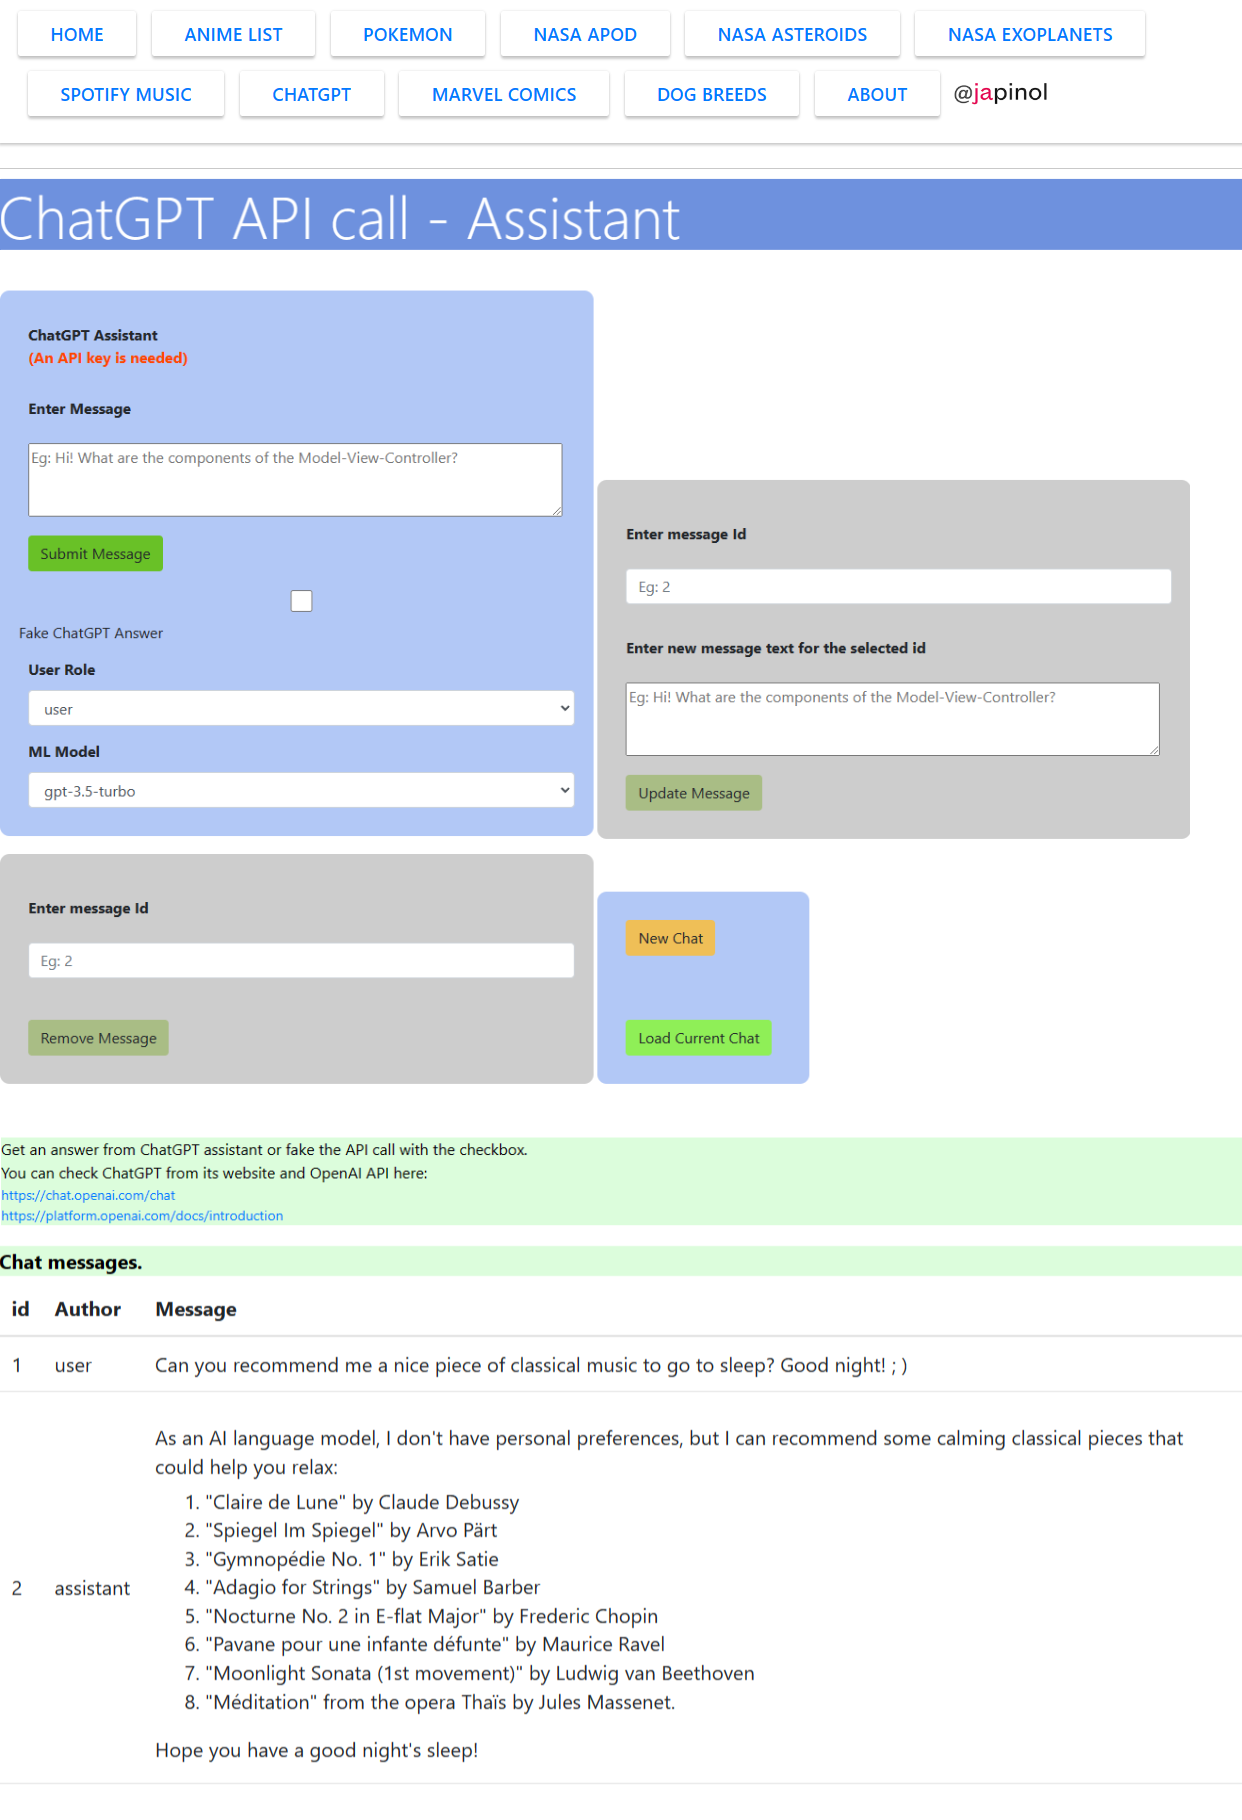 HOME ANIME LIST POKEMON NASA APOD NASA ASTEROIDS NASA EXOPLANETS
SPOTIFY MUSIC CHATGPT MARVEL COMICS DOG BREEDS ABOUT @japinol
ChatGPT API call - Assistant
ChatGPT Assistant
(An API key is needed)
Enter Message
Eg: Hi! What are the components of the Model-View-Controller?
Submit Message
Fake ChatGPT Answer
User Role
user
ML Model
gpt-3.5-turbo
Enter message Id
Eg: 2
Enter new message text for the selected id
Eg: Hi! What are the components of the Model-View-Controller?
Update Message
Enter message Id
Eg: 2
Remove Message
New Chat
Load Current Chat
Get an answer from ChatGPT assistant or fake the API call with the checkbox.
You can check ChatGPT from its website and OpenAI API here:
https://chat.openai.com/chat
https://platform.openai.com/docs/introduction
Chat messages.
id Author Message
1 user Can you recommend me a nice piece of classical music to go to sleep? Good night! ; )
As an AI language model, I don't have personal preferences, but I can recommend some calming classical pieces that
could help you relax:
1. "Claire de Lune" by Claude Debussy
2. "Spiegel Im Spiegel" by Arvo Pärt
3. "Gymnopédie No. 1" by Erik Satie
2 assistant 4. "Adagio for Strings" by Samuel Barber
5. "Nocturne No. 2 in E-flat Major" by Frederic Chopin
6. "Pavane pour une infante défunte" by Maurice Ravel
7. "Moonlight Sonata (1st movement)" by Ludwig van Beethoven
8. "Méditation" from the opera Thaïs by Jules Massenet.
Hope you have a good night's sleep!